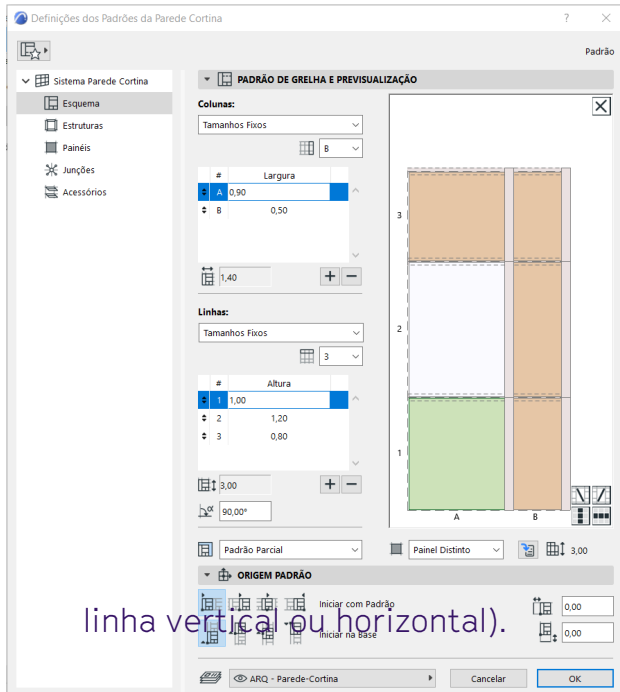 Definições dos Padrões da Parede Cortina
Padrão
Sistema Parede Cortina
Esquema
Estruturas
Painéis
Junções
Acessórios
PADRÃO DE GRELHA E PREVISUALIZAÇÃO
Colunas:
Tamanhos Fixos
B
# Largura
A 0,90
B 0,50
1,40
Linhas:
Tamanhos Fixos
3
# Altura
1 1,00
2 1,20
3 0,80
3,00
α 90,00°
3
2
1
A B
Padrão Parcial
Painel Distinto
3,00
ORIGEM PADRÃO
Iniciar com Padrão
0,00
linha vertical ou horizontal).
Iniciar na Base
0,00
ARQ - Parede-Cortina
Cancelar
OK